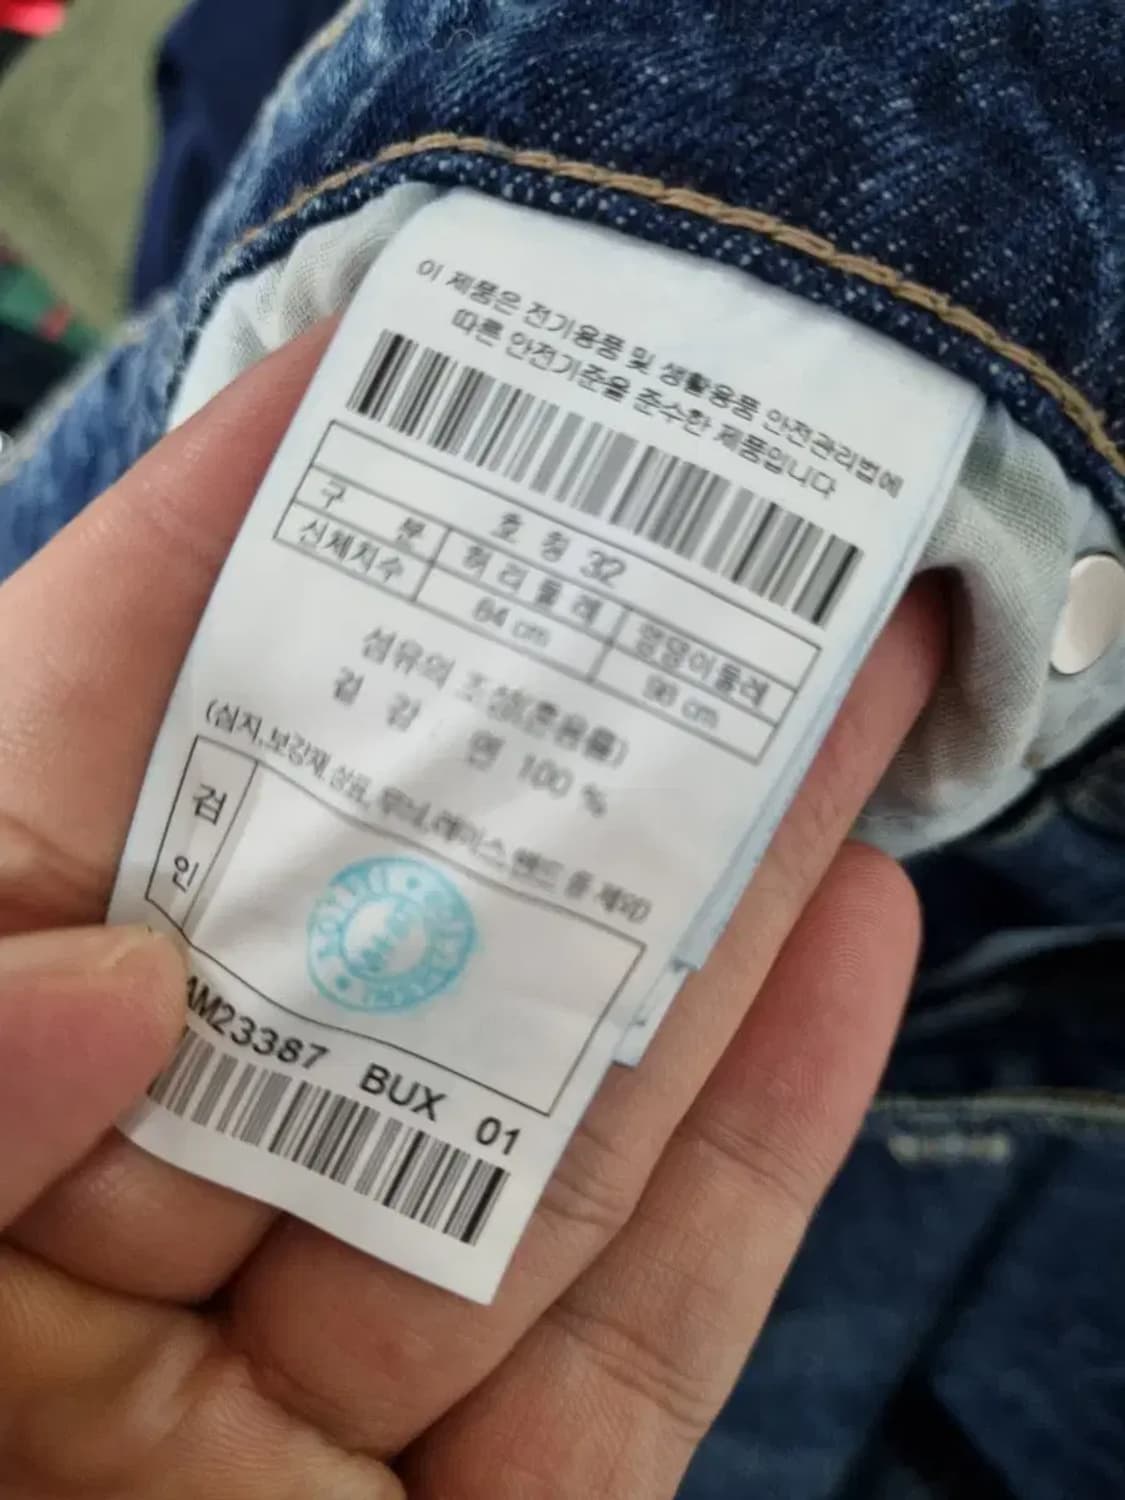 이 제품은 전기용품 및 생활용품 안전관리법에
따른 안전기준을 준수한 제품입니다
호 칭 32
구 분 허 리 둘 레 엉덩이둘레
신체치수 84 cm 98 cm
섬유의 조성(혼용률)
겉 감 : 면 100 %
(심지,보강재,상표, 루더,레이스,밴드 등 제외)
검
인
AM23387 BUX 01